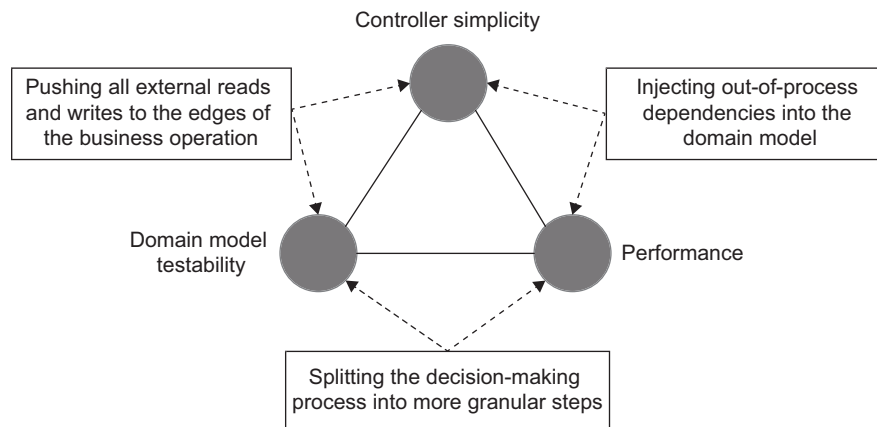 Controller simplicity
Pushing all external reads
and writes to the edges of
the business operation
Injecting out-of-process
dependencies into the
domain model
Domain model
testability
Performance
Splitting the decision-making
process into more granular steps